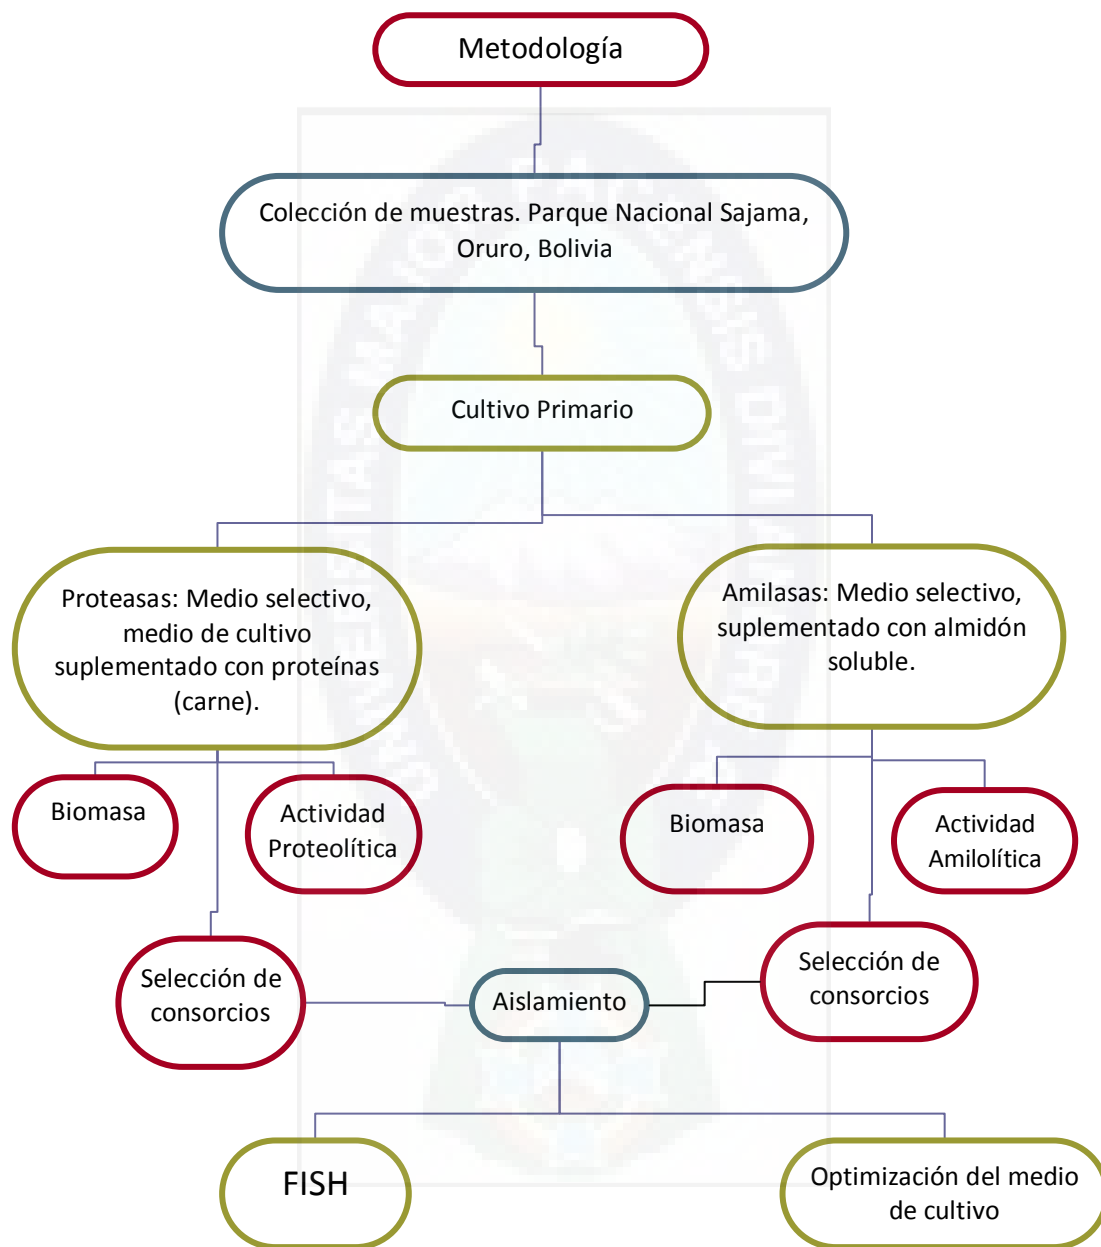 Metodología
Colección de muestras. Parque Nacional Sajama,
Oruro, Bolivia
Cultivo Primario
Proteasas: Medio selectivo,
medio de cultivo
suplementado con proteínas
(carne).
Amilasas: Medio selectivo,
suplementado con almidón
soluble.
Biomasa
Actividad
Proteolítica
Biomasa
Actividad
Amilolítica
Selección de
consorcios
Aislamiento
Selección de
consorcios
FISH
Optimización del medio
de cultivo